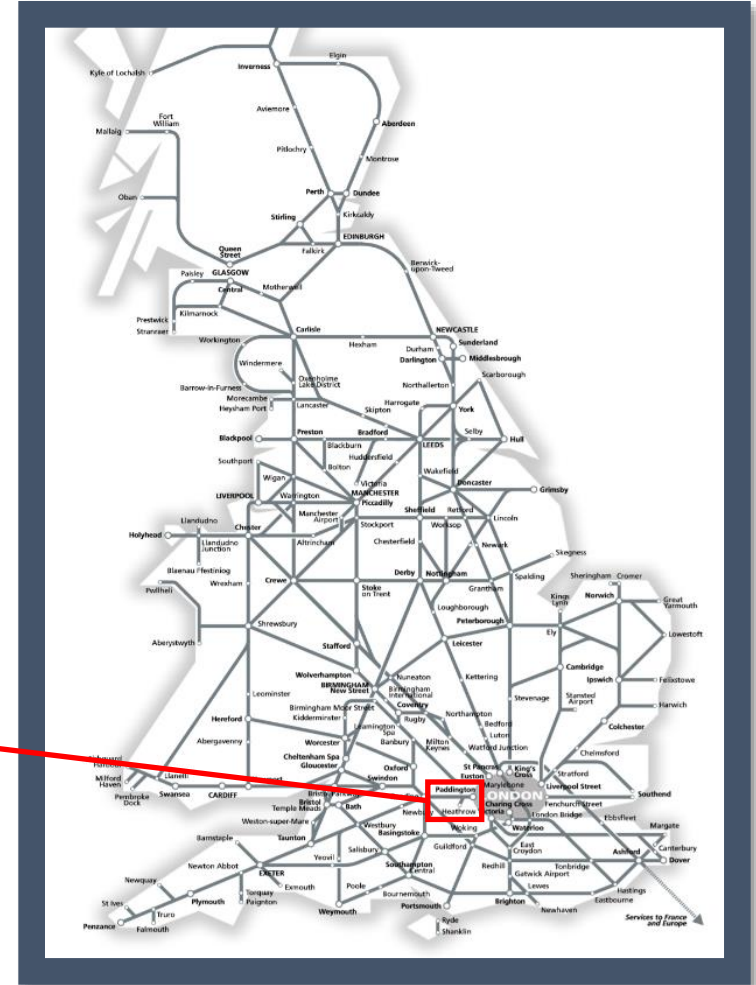 Elgin
Inverness
Kyle of Lochalsh
Aviemore
Fort
William
Mallaig
Aberdeen
Pitlochry
Montrose
Perth
Dundee
Oban
Stirling
Kirkcaldy
EDINBURGH
Queen
Street
Falkirk
Berwick-
upon-Tweed
Paisley
GLASGOW
Central
Motherwell
Prestwick
Kilmarnock
Stranraer
Carlisle
NEWCASTLE
Workington
Hexham
Sunderland
Durham
Darlington
Middlesbrough
Windermere
Scarborough
Oxenholme
Lake District
Barrow-in-Furness
Northallerton
Morecambe
Heysham Port
Lancaster
Harrogate
Skipton
York
Blackpool
Preston
Bradford
Selby
Hull
Blackburn
LEEDS
Southport
Huddersfield
Bolton
Wakefield
Wigan
Victoria
Doncaster
LIVERPOOL
Warrington
MANCHESTER
Piccadilly
Grimsby
Sheffield
Retford
Llandudno
Manchester
Airport
Stockport
Worksop
Lincoln
Holyhead
Chester
Llandudno
Junction
Altrincham
Chesterfield
Newark
Skegness
Blaenau Ffestiniog
Derby
Nottingham
Spalding
Sheringham
Cromer
Pwllheli
Wrexham
Crewe
Stoke
on Trent
Grantham
Kings
Lynn
Norwich
Great
Yarmouth
Loughborough
Aberystwyth
Shrewsbury
Peterborough
Ely
Lowestoft
Stafford
Leicester
Wolverhampton
Cambridge
BIRMINGHAM
New Street
Nuneaton
Kettering
Ipswich
Felixstowe
Leominster
Birmingham
International
Stansted
Airport
Birmingham Moor Street
Coventry
Stevenage
Harwich
Hereford
Kidderminster
Rugby
Northampton
Leamington
Spa
Bedford
Colchester
Abergavenny
Worcester
Banbury
Milton
Keynes
Luton
Cheltenham Spa
Watford Junction
Chelmsford
Gloucester
Oxford
St Pancras
King's
Cross
Euston
Stratford
Milford
Haven
Llanelli
Swindon
Marylebone
Liverpool Street
Pembroke
Dock
Swansea
CARDIFF
Paddington
LONDON
Southend
Bristol
Temple Meads
Bath
Newbury
Heathrow
Charing Cross
Victoria
Fenchurch Street
London Bridge
Ebbsfleet
Weston-super-Mare
Westbury
Basingstoke
Woking
Waterloo
Margate
Barnstaple
Taunton
Salisbury
Guildford
East
Croydon
Canterbury
Newton Abbot
Yeovil
Southampton
Central
Redhill
Tonbridge
Ashford
Dover
EXETER
Gatwick Airport
Newquay
Exmouth
Poole
Bournemouth
Lewes
Hastings
St Ives
Plymouth
Torquay
Paignton
Weymouth
Portsmouth
Brighton
Newhaven
Eastbourne
Truro
Penzance
Falmouth
Ryde
Shanklin
Services to France
and Europe